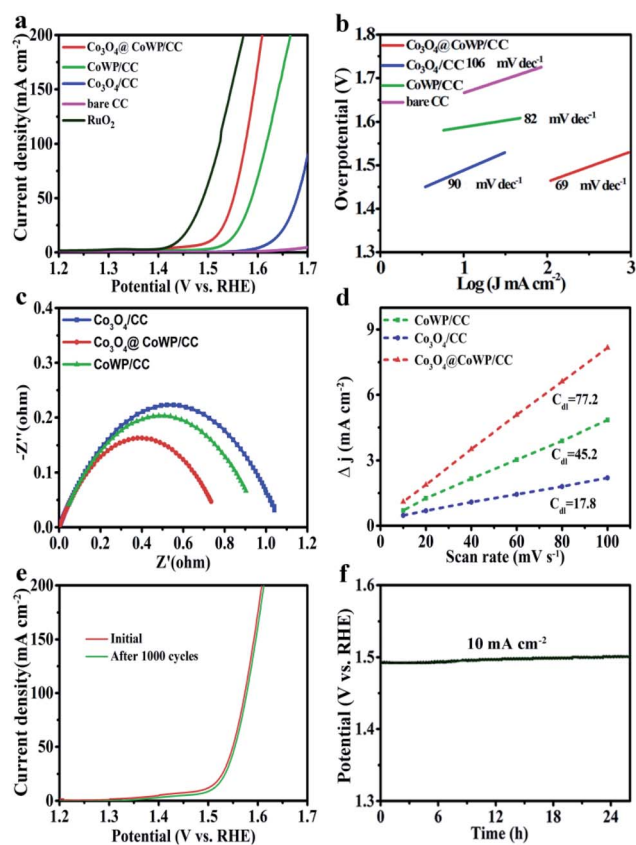 a
Current density(mA cm⁻²)
200
150
100
50
0
Co₃O₄@ CoWP/CC
CoWP/CC
Co₃O₄/CC
bare CC
RuO₂
1.2 1.3 1.4 1.5 1.6 1.7
Potential (V vs. RHE)
b
Overpotential (V)
1.8
1.7
1.6
1.5
1.4
1.3
Co₃O₄@CoWP/CC
Co₃O₄/CC 106 mV dec⁻¹
CoWP/CC
bare CC
82 mV dec⁻¹
90 mV dec⁻¹
69 mV dec⁻¹
0 1 2 3
Log (J mA cm⁻²)
c
-Z''(ohm)
-0.4
0.3
0.2
0.1
0.0
Co₃O₄/CC
Co₃O₄@ CoWP/CC
CoWP/CC
0.0 0.2 0.4 0.6 0.8 1.0 1.2
Z'(ohm)
d
Δ j (mA cm⁻²)
9
6
3
0
CoWP/CC
Co₃O₄/CC
Co₃O₄@CoWP/CC
C_dl=77.2
C_dl=45.2
C_dl=17.8
0 20 40 60 80 100
Scan rate (mV s⁻¹)
e
Current density(mA cm⁻²)
200
150
100
50
0
Initial
After 1000 cycles
1.2 1.3 1.4 1.5 1.6 1.7
Potential (V vs. RHE)
f
Potential (V vs. RHE)
1.6
1.5
1.4
1.3
10 mA cm⁻²
0 6 12 18 24
Time (h)